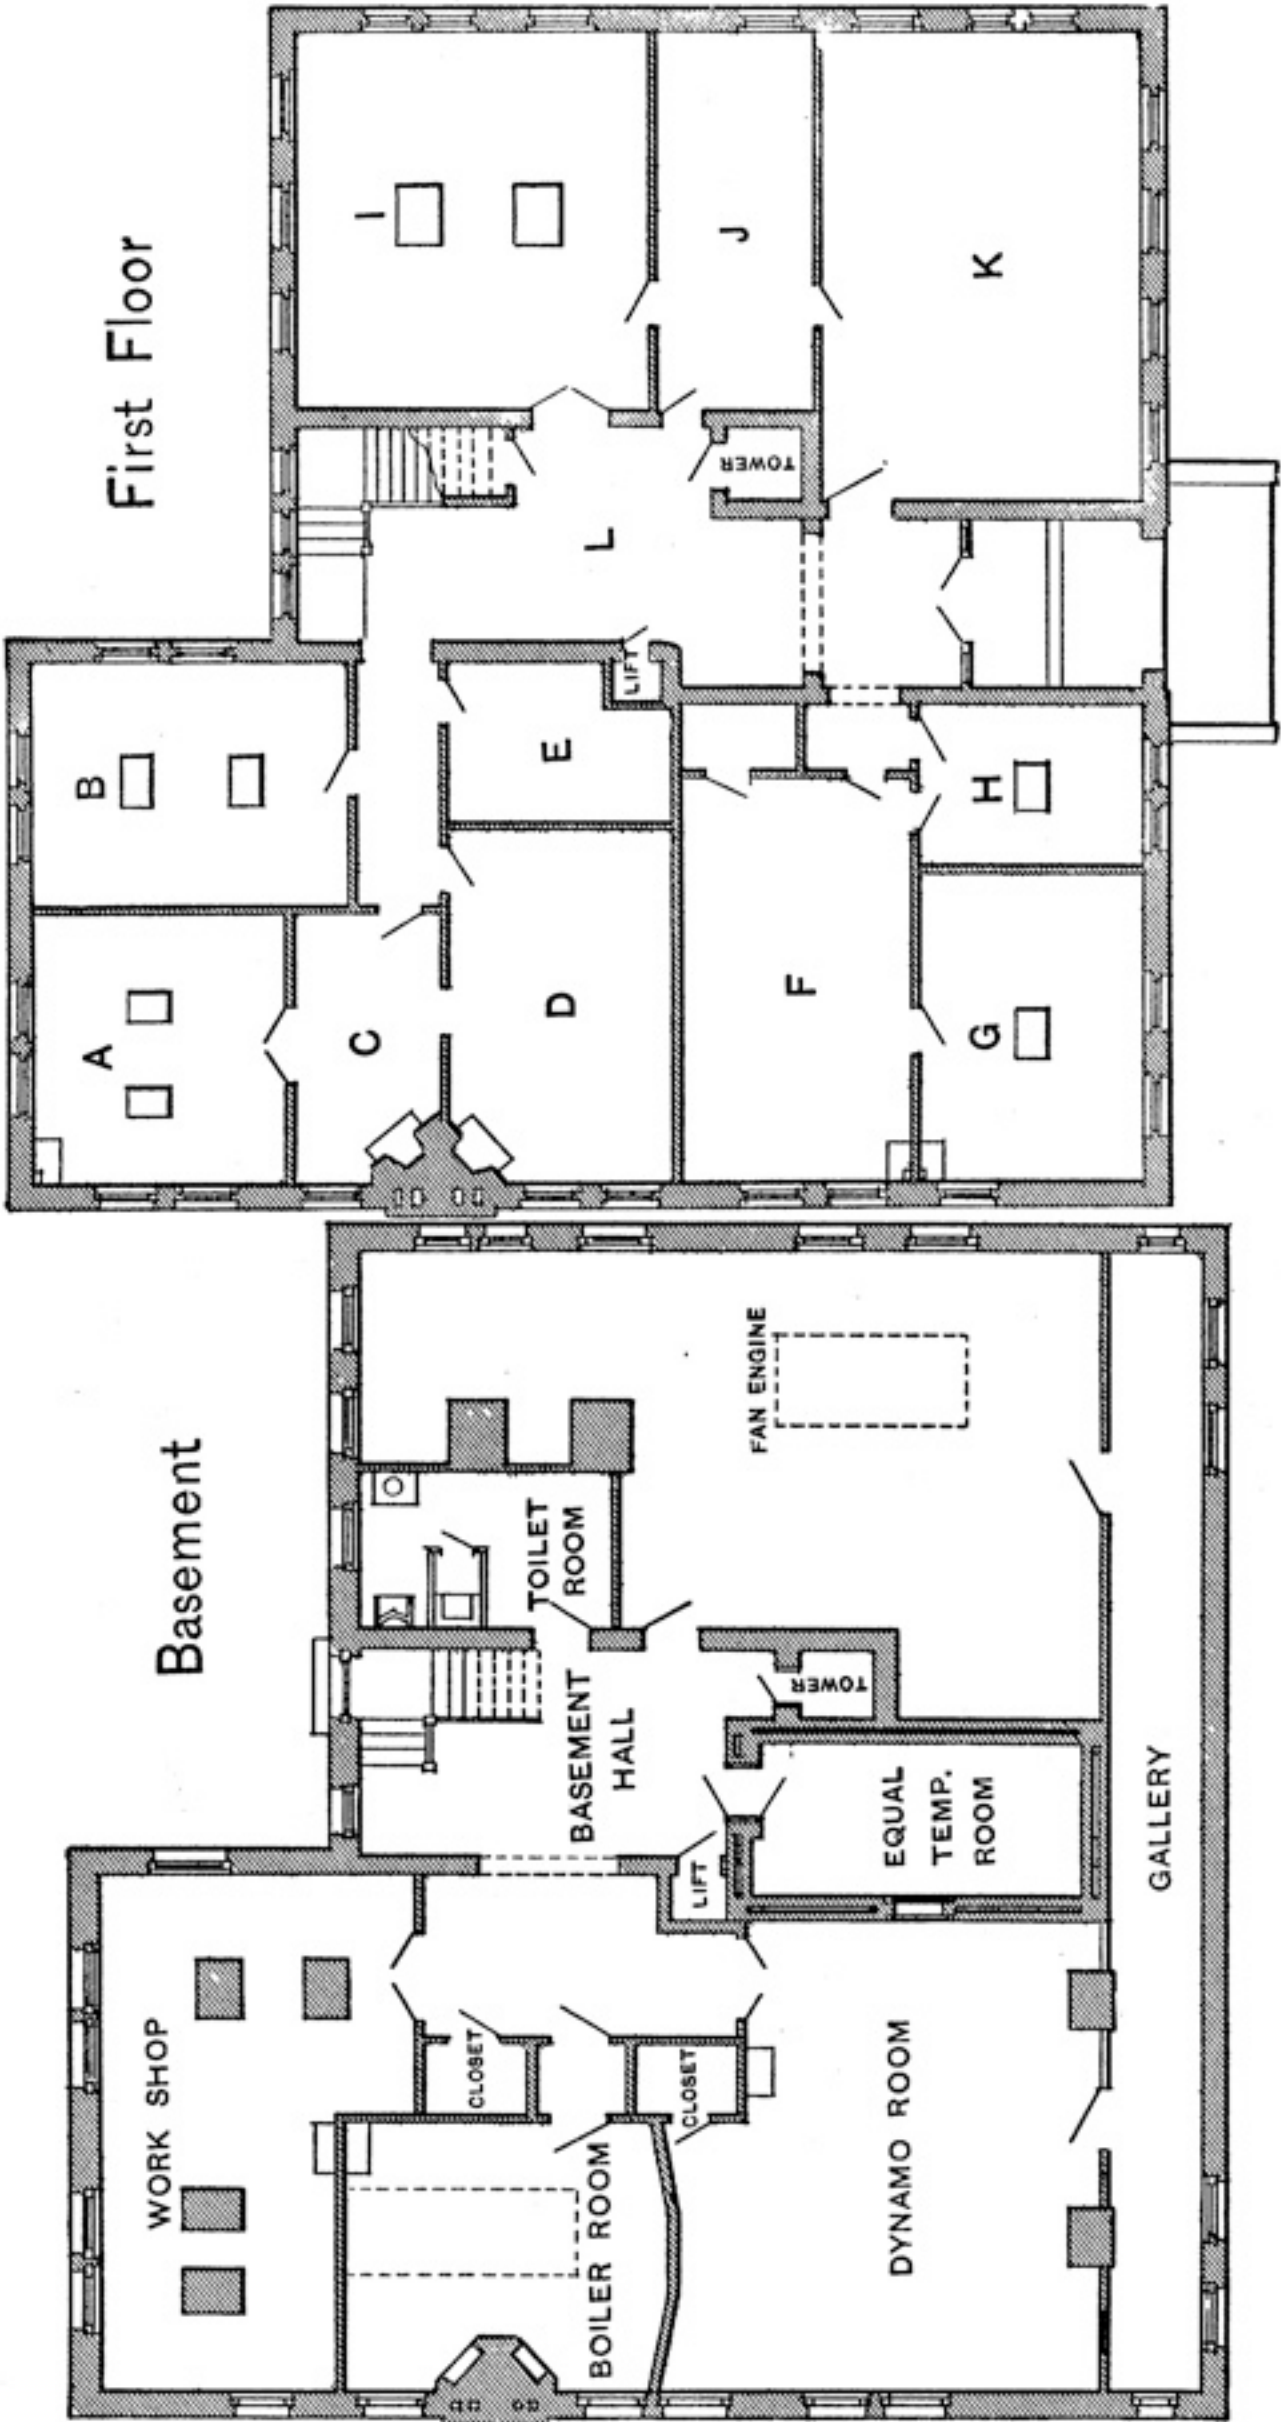 Basement
WORK SHOP
BOILER ROOM
CLOSET
CLOSET
DYNAMO ROOM
LIFT
BASEMENT
HALL
TOILET
ROOM
TOWER
EQUAL
TEMP.
ROOM
FAN ENGINE
GALLERY
First Floor
A
B
C
D
E
LIFT
F
G
H
I
J
K
L
TOWER